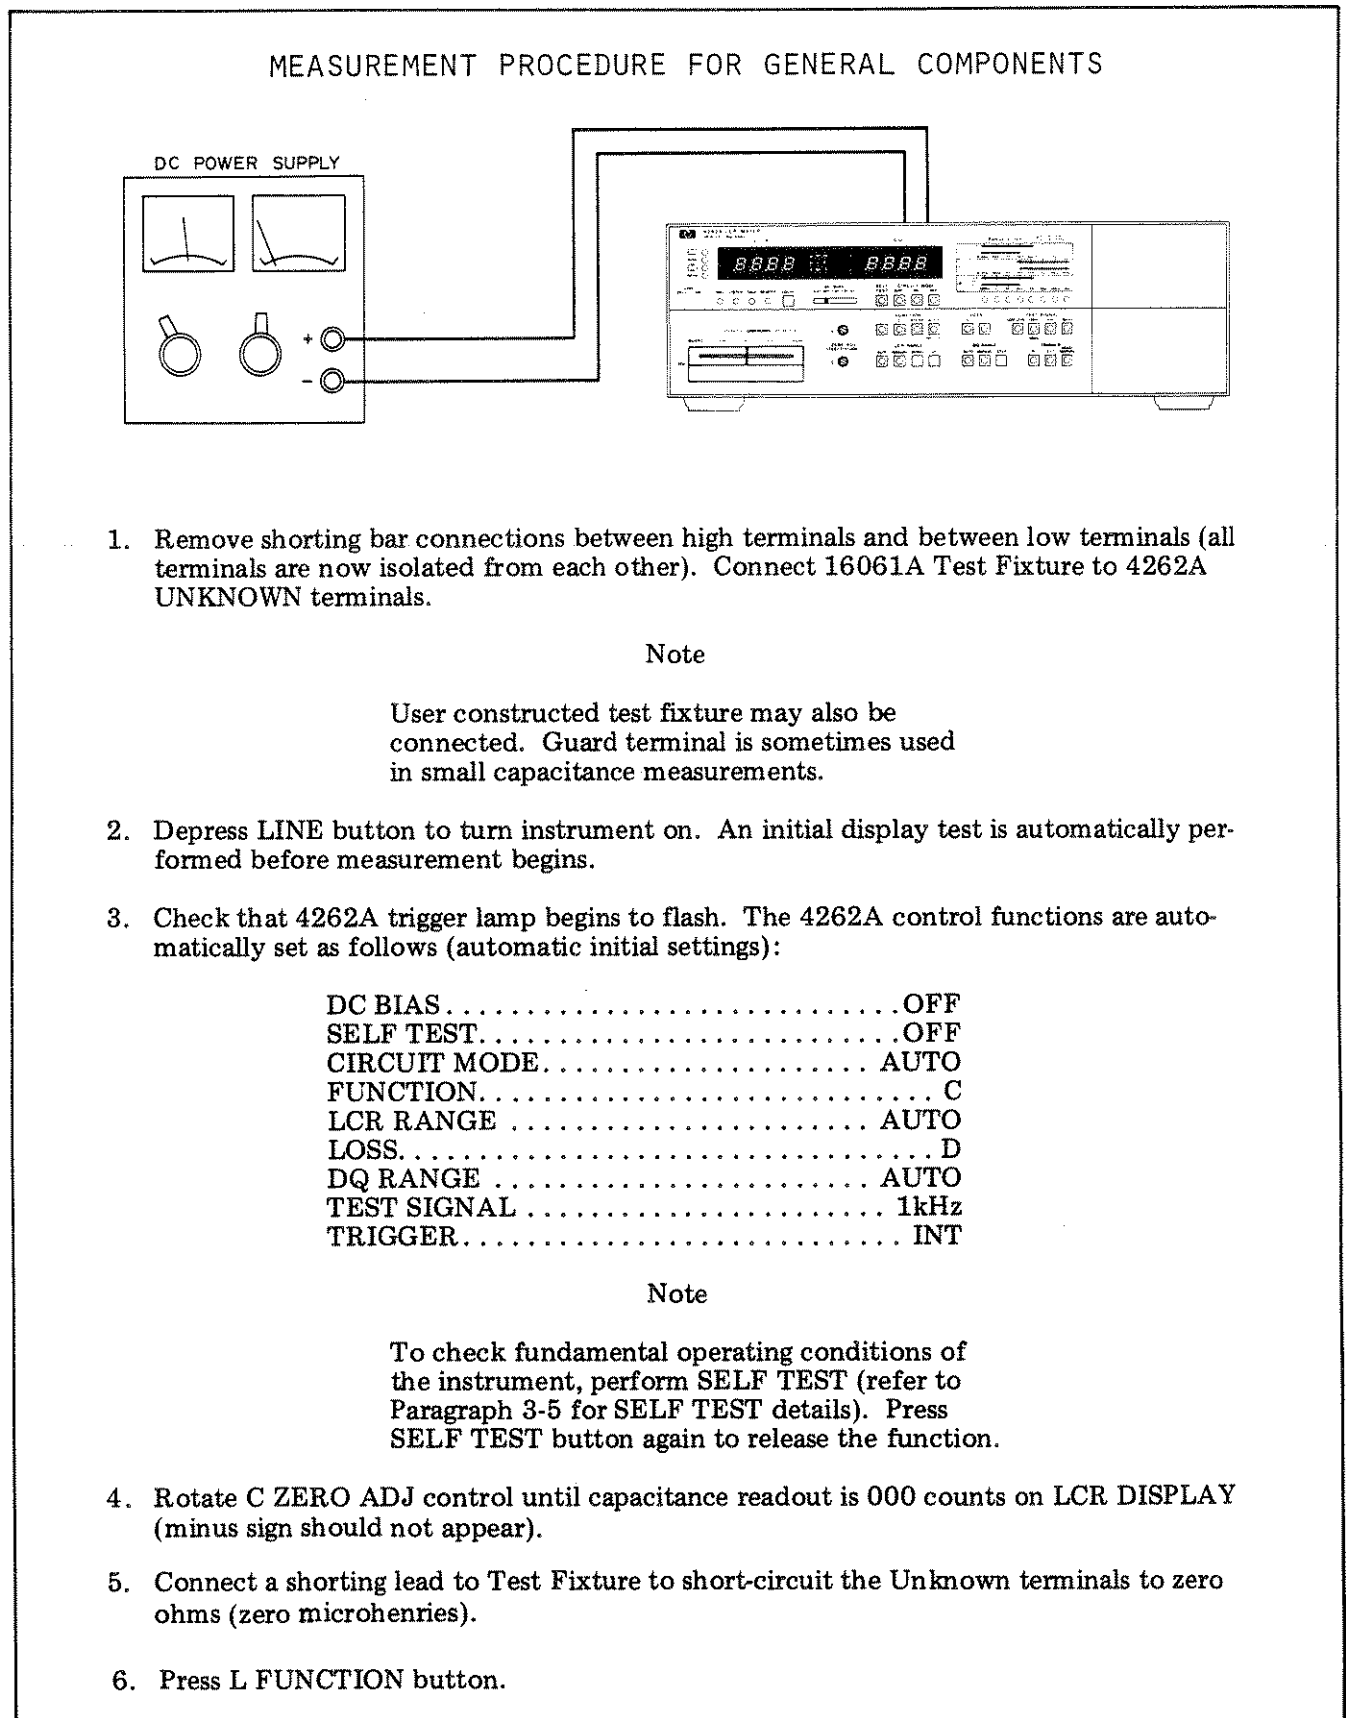 MEASUREMENT PROCEDURE FOR GENERAL COMPONENTS
DC POWER SUPPLY
+
-
8888 8888
1. Remove shorting bar connections between high terminals and between low terminals (all
terminals are now isolated from each other). Connect 16061A Test Fixture to 4262A
UNKNOWN terminals.
Note
User constructed test fixture may also be
connected. Guard terminal is sometimes used
in small capacitance measurements.
2. Depress LINE button to turn instrument on. An initial display test is automatically per-
formed before measurement begins.
3. Check that 4262A trigger lamp begins to flash. The 4262A control functions are auto-
matically set as follows (automatic initial settings):
DC BIAS.............................OFF
SELF TEST...........................OFF
CIRCUIT MODE..................... AUTO
FUNCTION............................. C
LCR RANGE ....................... AUTO
LOSS.................................. D
DQ RANGE ........................ AUTO
TEST SIGNAL ....................... 1kHz
TRIGGER............................ INT
Note
To check fundamental operating conditions of
the instrument, perform SELF TEST (refer to
Paragraph 3-5 for SELF TEST details). Press
SELF TEST button again to release the function.
4. Rotate C ZERO ADJ control until capacitance readout is 000 counts on LCR DISPLAY
(minus sign should not appear).
5. Connect a shorting lead to Test Fixture to short-circuit the Unknown terminals to zero
ohms (zero microhenries).
6. Press L FUNCTION button.